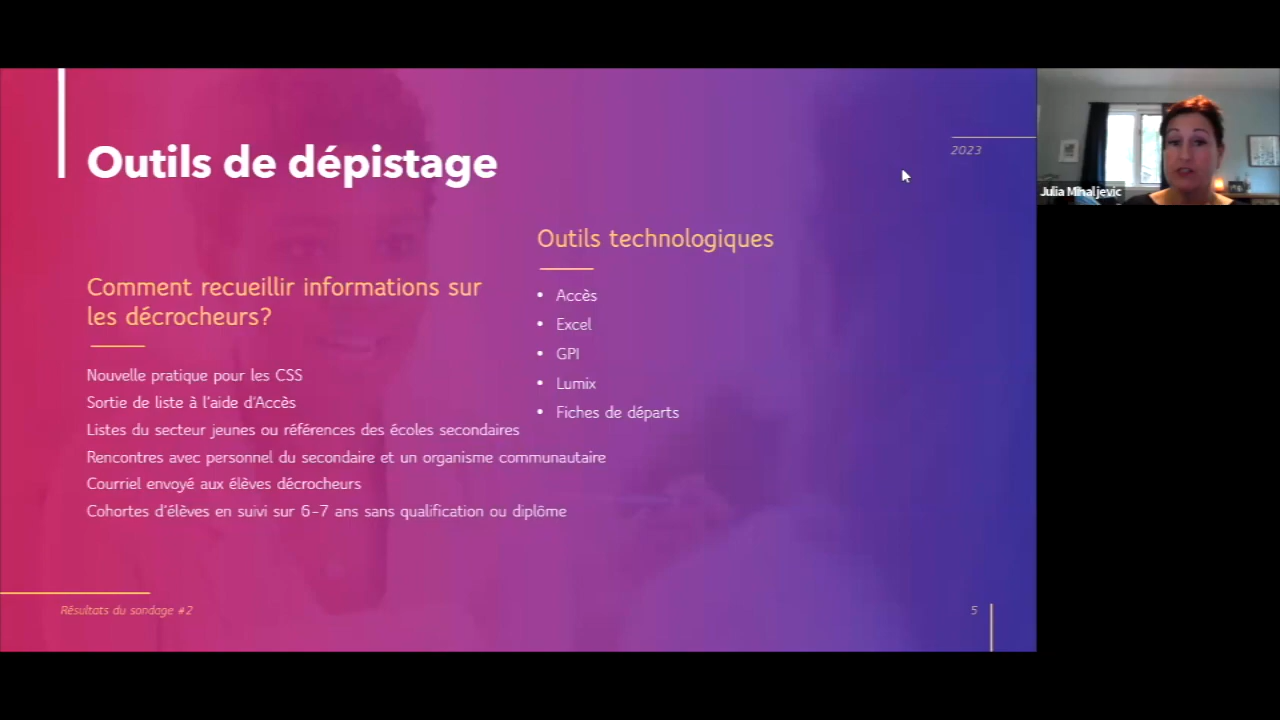 Outils de dépistage
2023
Julia Mihaljevic
Comment recueillir informations sur
les décrocheurs?
Nouvelle pratique pour les CSS
Sortie de liste à l'aide d'Accès
Listes du secteur jeunes ou références des écoles secondaires
Rencontres avec personnel du secondaire et un organisme communautaire
Courriel envoyé aux élèves décrocheurs
Cohortes d'élèves en suivi sur 6-7 ans sans qualification ou diplôme
Outils technologiques
• Accès
• Excel
• GPI
• Lumix
• Fiches de départs
Résultats du sondage #2
5